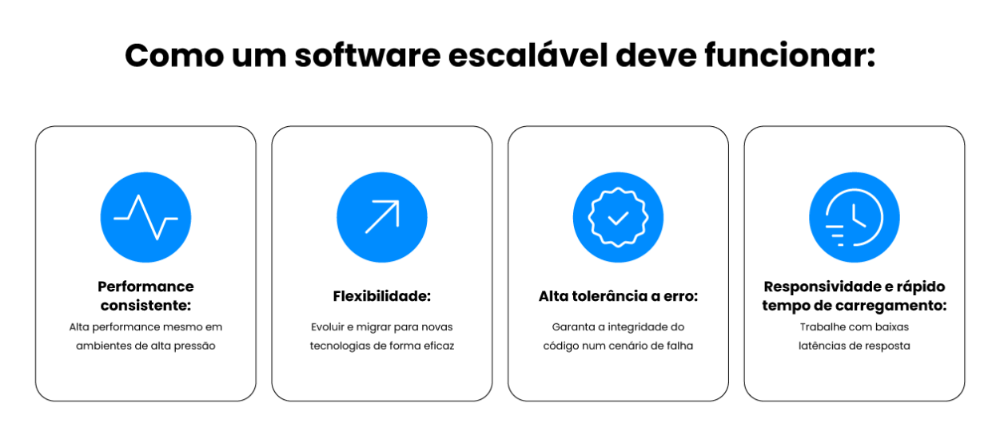 Como um software escalável deve funcionar:
Performance
consistente:
Alta performance mesmo em
ambientes de alta pressão
Flexibilidade:
Evoluir e migrar para novas
tecnologias de forma eficaz
Alta tolerância a erro:
Garanta a integridade do
código num cenário de falha
Responsividade e rápido
tempo de carregamento:
Trabalhe com baixas
latências de resposta